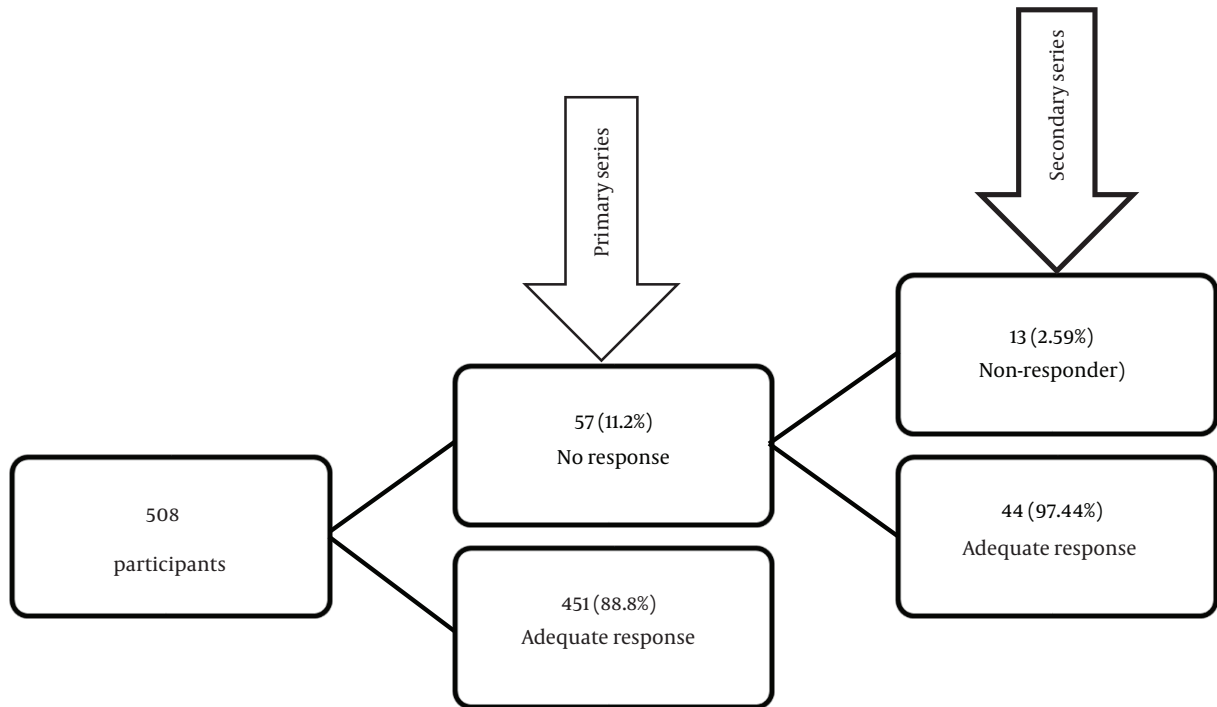 508
participants
Primary series
57 (11.2%)
No response
451 (88.8%)
Adequate response
Secondary series
13 (2.59%)
Non-responder)
44 (97.44%)
Adequate response